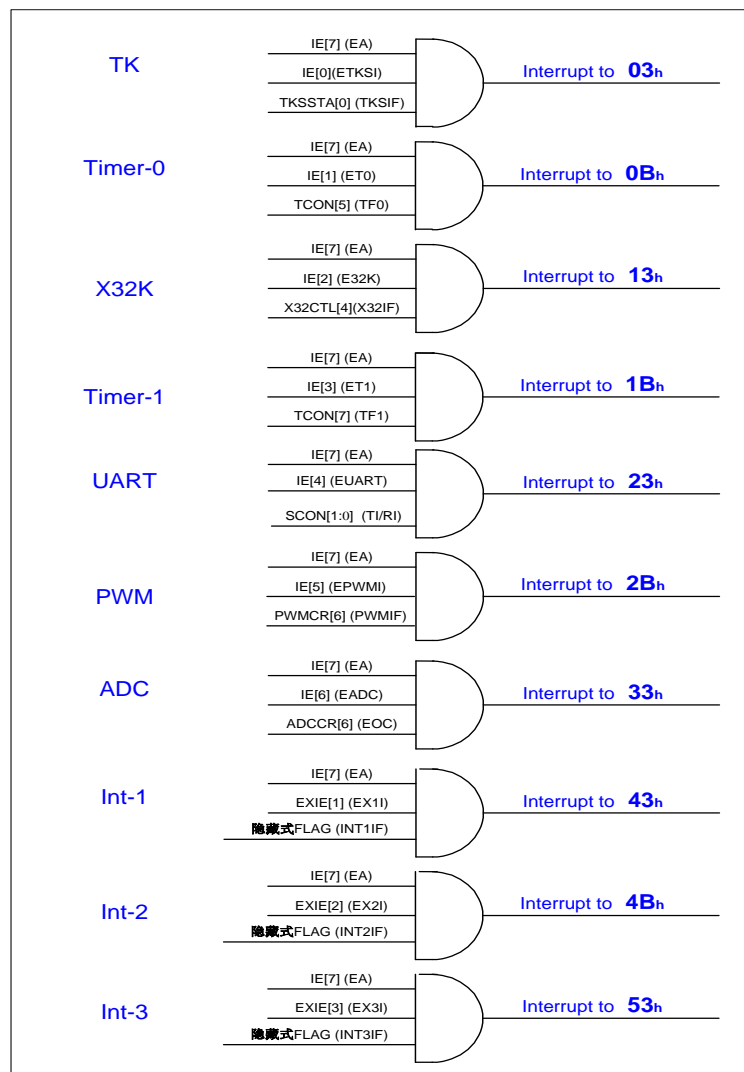 TK
IE[7] (EA)
IE[0](ETKSI)
TKSSTA[0] (TKSIF)
Interrupt to 03h
Timer-0
IE[7] (EA)
IE[1] (ET0)
TCON[5] (TF0)
Interrupt to 0Bh
X32K
IE[7] (EA)
IE[2] (E32K)
X32CTL[4](X32IF)
Interrupt to 13h
Timer-1
IE[7] (EA)
IE[3] (ET1)
TCON[7] (TF1)
Interrupt to 1Bh
UART
IE[7] (EA)
IE[4] (EUART)
SCON[1:0] (TI/RI)
Interrupt to 23h
PWM
IE[7] (EA)
IE[5] (EPWMI)
PWMCR[6] (PWMIF)
Interrupt to 2Bh
ADC
IE[7] (EA)
IE[6] (EADC)
ADCCR[6] (EOC)
Interrupt to 33h
Int-1
IE[7] (EA)
EXIE[1] (EX1I)
隐藏式FLAG (INT1IF)
Interrupt to 43h
Int-2
IE[7] (EA)
EXIE[2] (EX2I)
隐藏式FLAG (INT2IF)
Interrupt to 4Bh
Int-3
IE[7] (EA)
EXIE[3] (EX3I)
隐藏式FLAG (INT3IF)
Interrupt to 53h